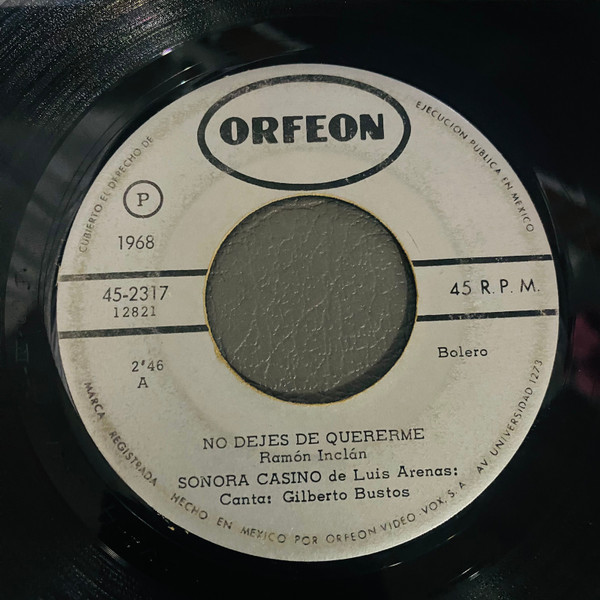 ORFEON
CUBIERTO EL DERECHO DE
EJECUCION PUBLICA EN MEXICO
P
1968
45-2317
12821
45 R. P. M.
2'46
A
Bolero
NO DEJES DE QUERERME
Ramón Inclán
SONORA CASINO de Luis Arenas:
Canta: Gilberto Bustos
MARCA REGISTRADA HECHO EN MEXICO POR ORFEON VIDEO VOX, S. A. AV UNIVERSIDAD 1273